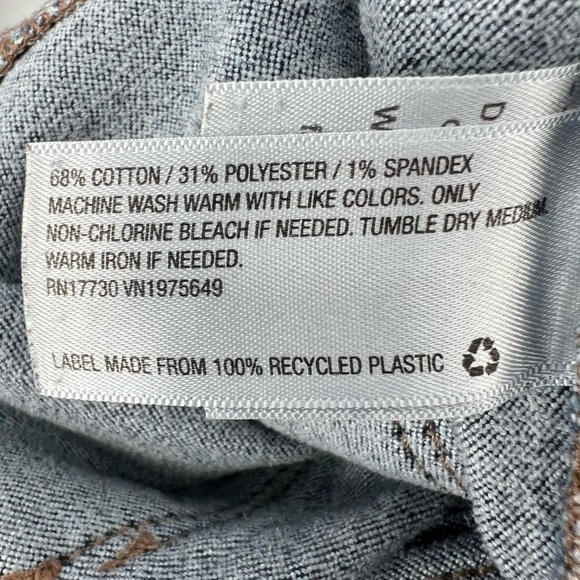 68% COTTON / 31% POLYESTER / 1% SPANDEX
MACHINE WASH WARM WITH LIKE COLORS. ONLY
NON-CHLORINE BLEACH IF NEEDED. TUMBLE DRY MEDIUM.
WARM IRON IF NEEDED.
RN17730 VN1975649
LABEL MADE FROM 100% RECYCLED PLASTIC